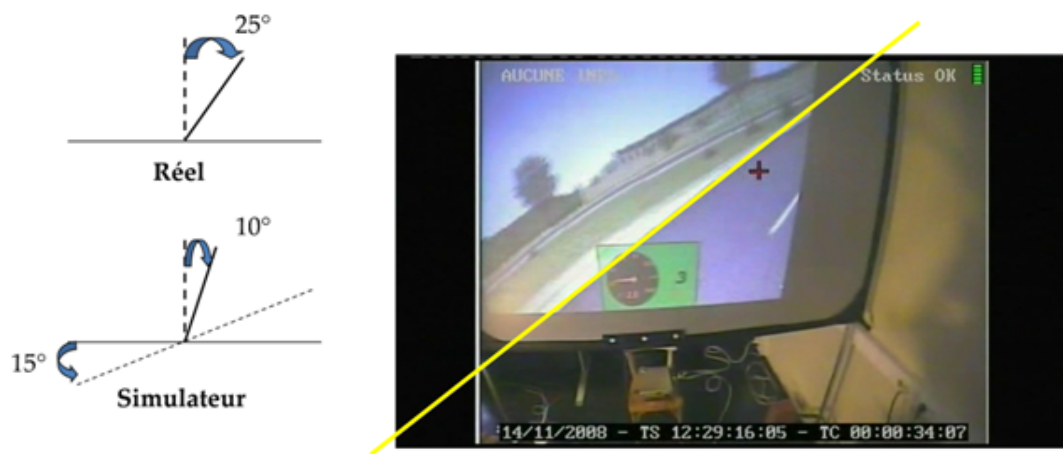 25°
Réel
10°
15°
Simulateur
AUCUNE
Status OK
3
14/11/2008 - TS 12:29:16:05 - TC 00:00:34:07